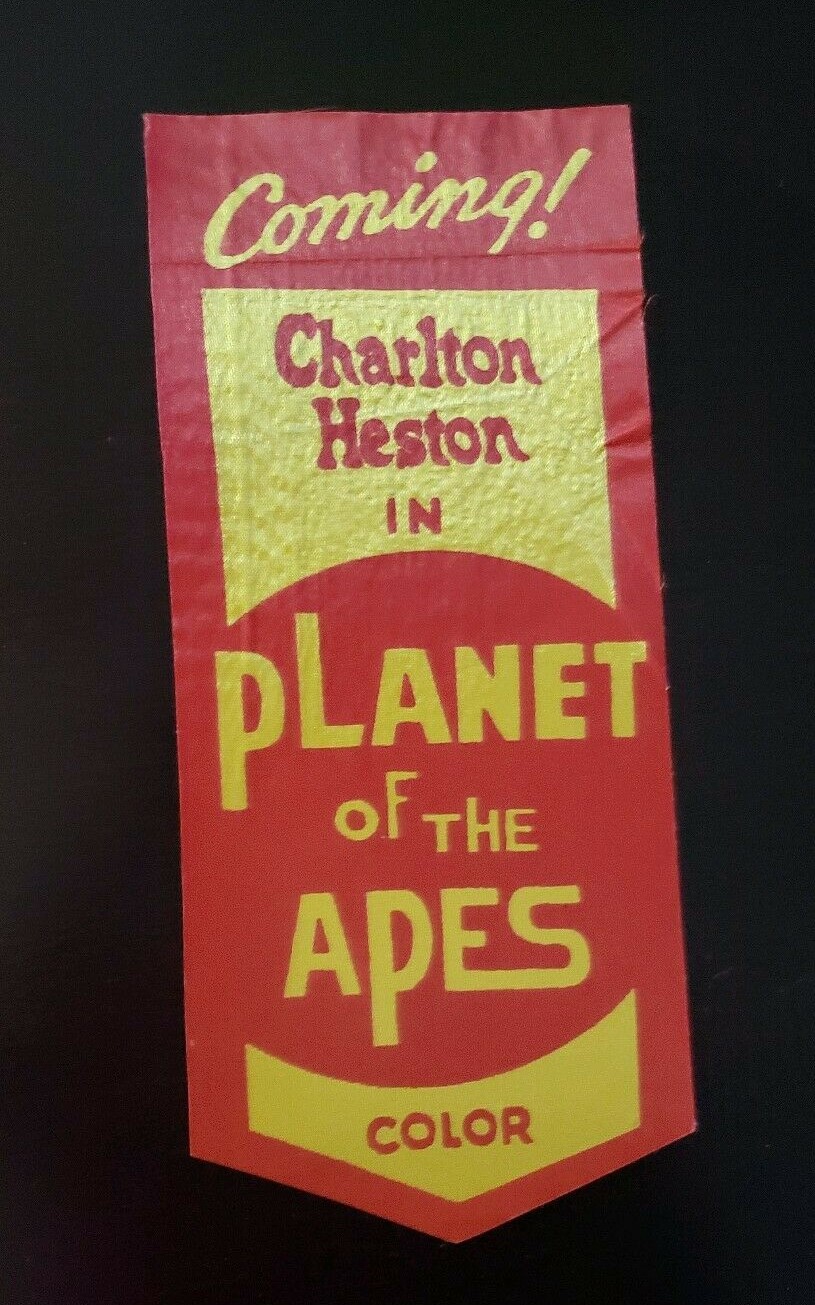 Coming!
Charlton
Heston
IN
PLANET
OF THE
APES
COLOR